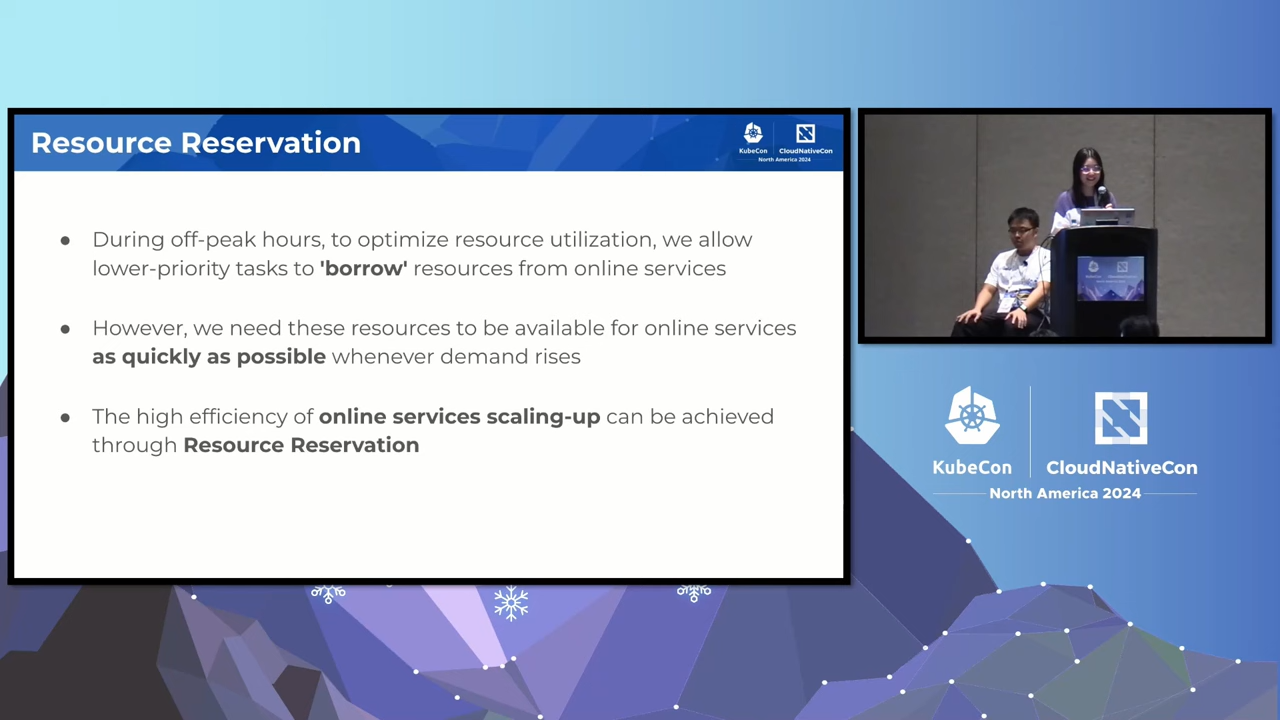 Resource Reservation
KubeCon
CloudNativeCon
North America 2024
● During off-peak hours, to optimize resource utilization, we allow
lower-priority tasks to 'borrow' resources from online services
● However, we need these resources to be available for online services
as quickly as possible whenever demand rises
● The high efficiency of online services scaling-up can be achieved
through Resource Reservation
KubeCon
CloudNativeCon
North America 2024